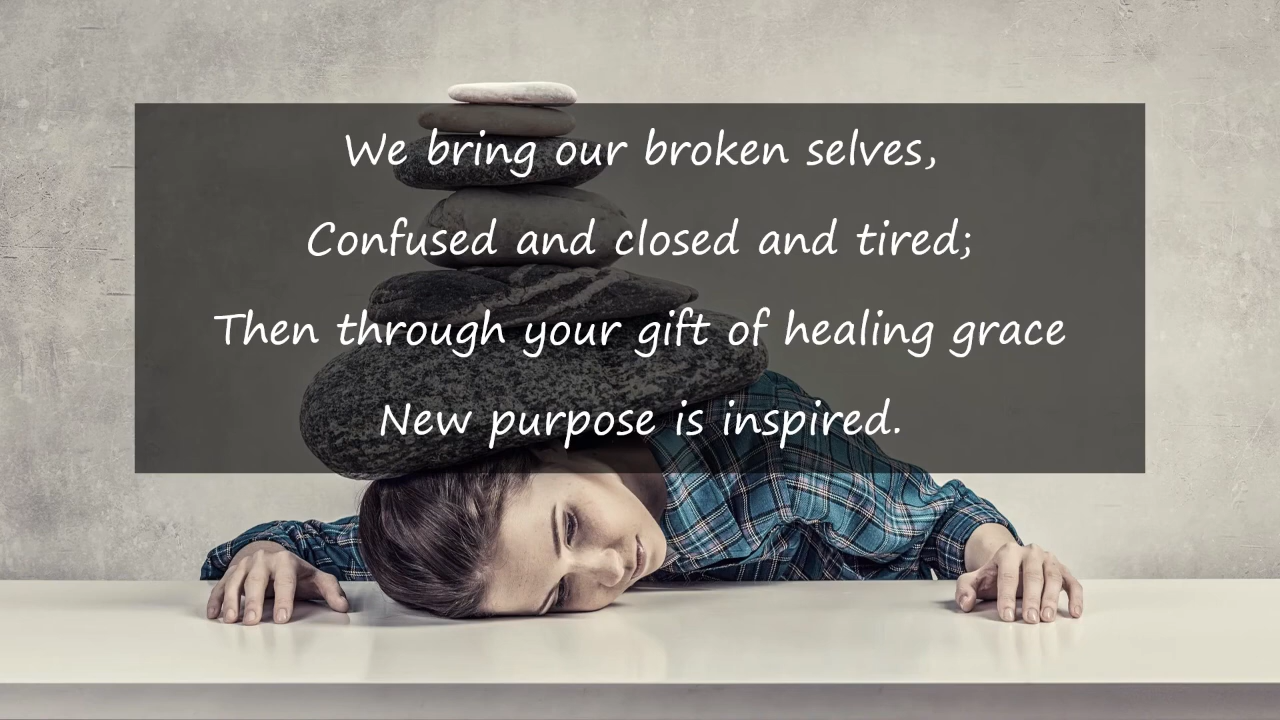 We bring our broken selves,
Confused and closed and tired;
Then through your gift of healing grace
New purpose is inspired.